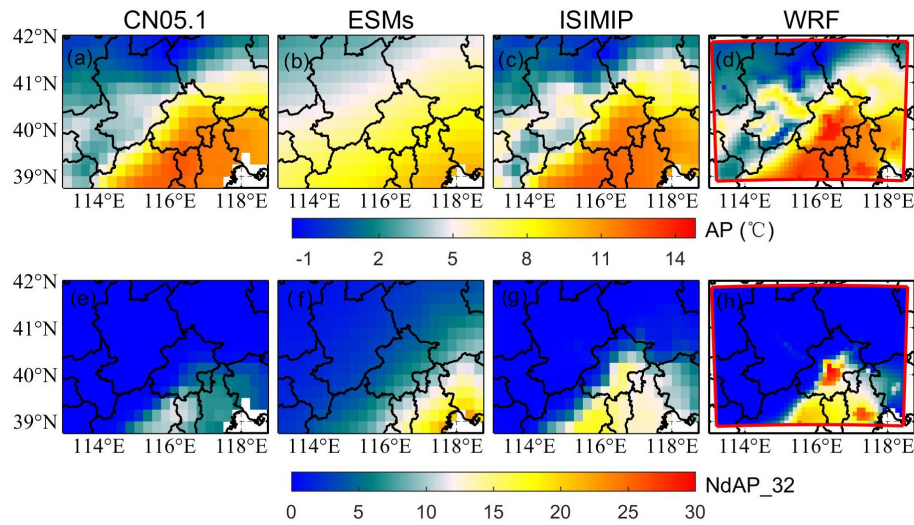 CN05.1 ESMs ISIMIP WRF
42°N (a) (b) (c) (d)
41°N
40°N
39°N
114°E 116°E 118°E 114°E 116°E 118°E 114°E 116°E 118°E 114°E 116°E 118°E
-1 2 5 8 11 14 AP (℃)
42°N (e) (f) (g) (h)
41°N
40°N
39°N
114°E 116°E 118°E 114°E 116°E 118°E 114°E 116°E 118°E 114°E 116°E 118°E
0 5 10 15 20 25 30 NdAP_32